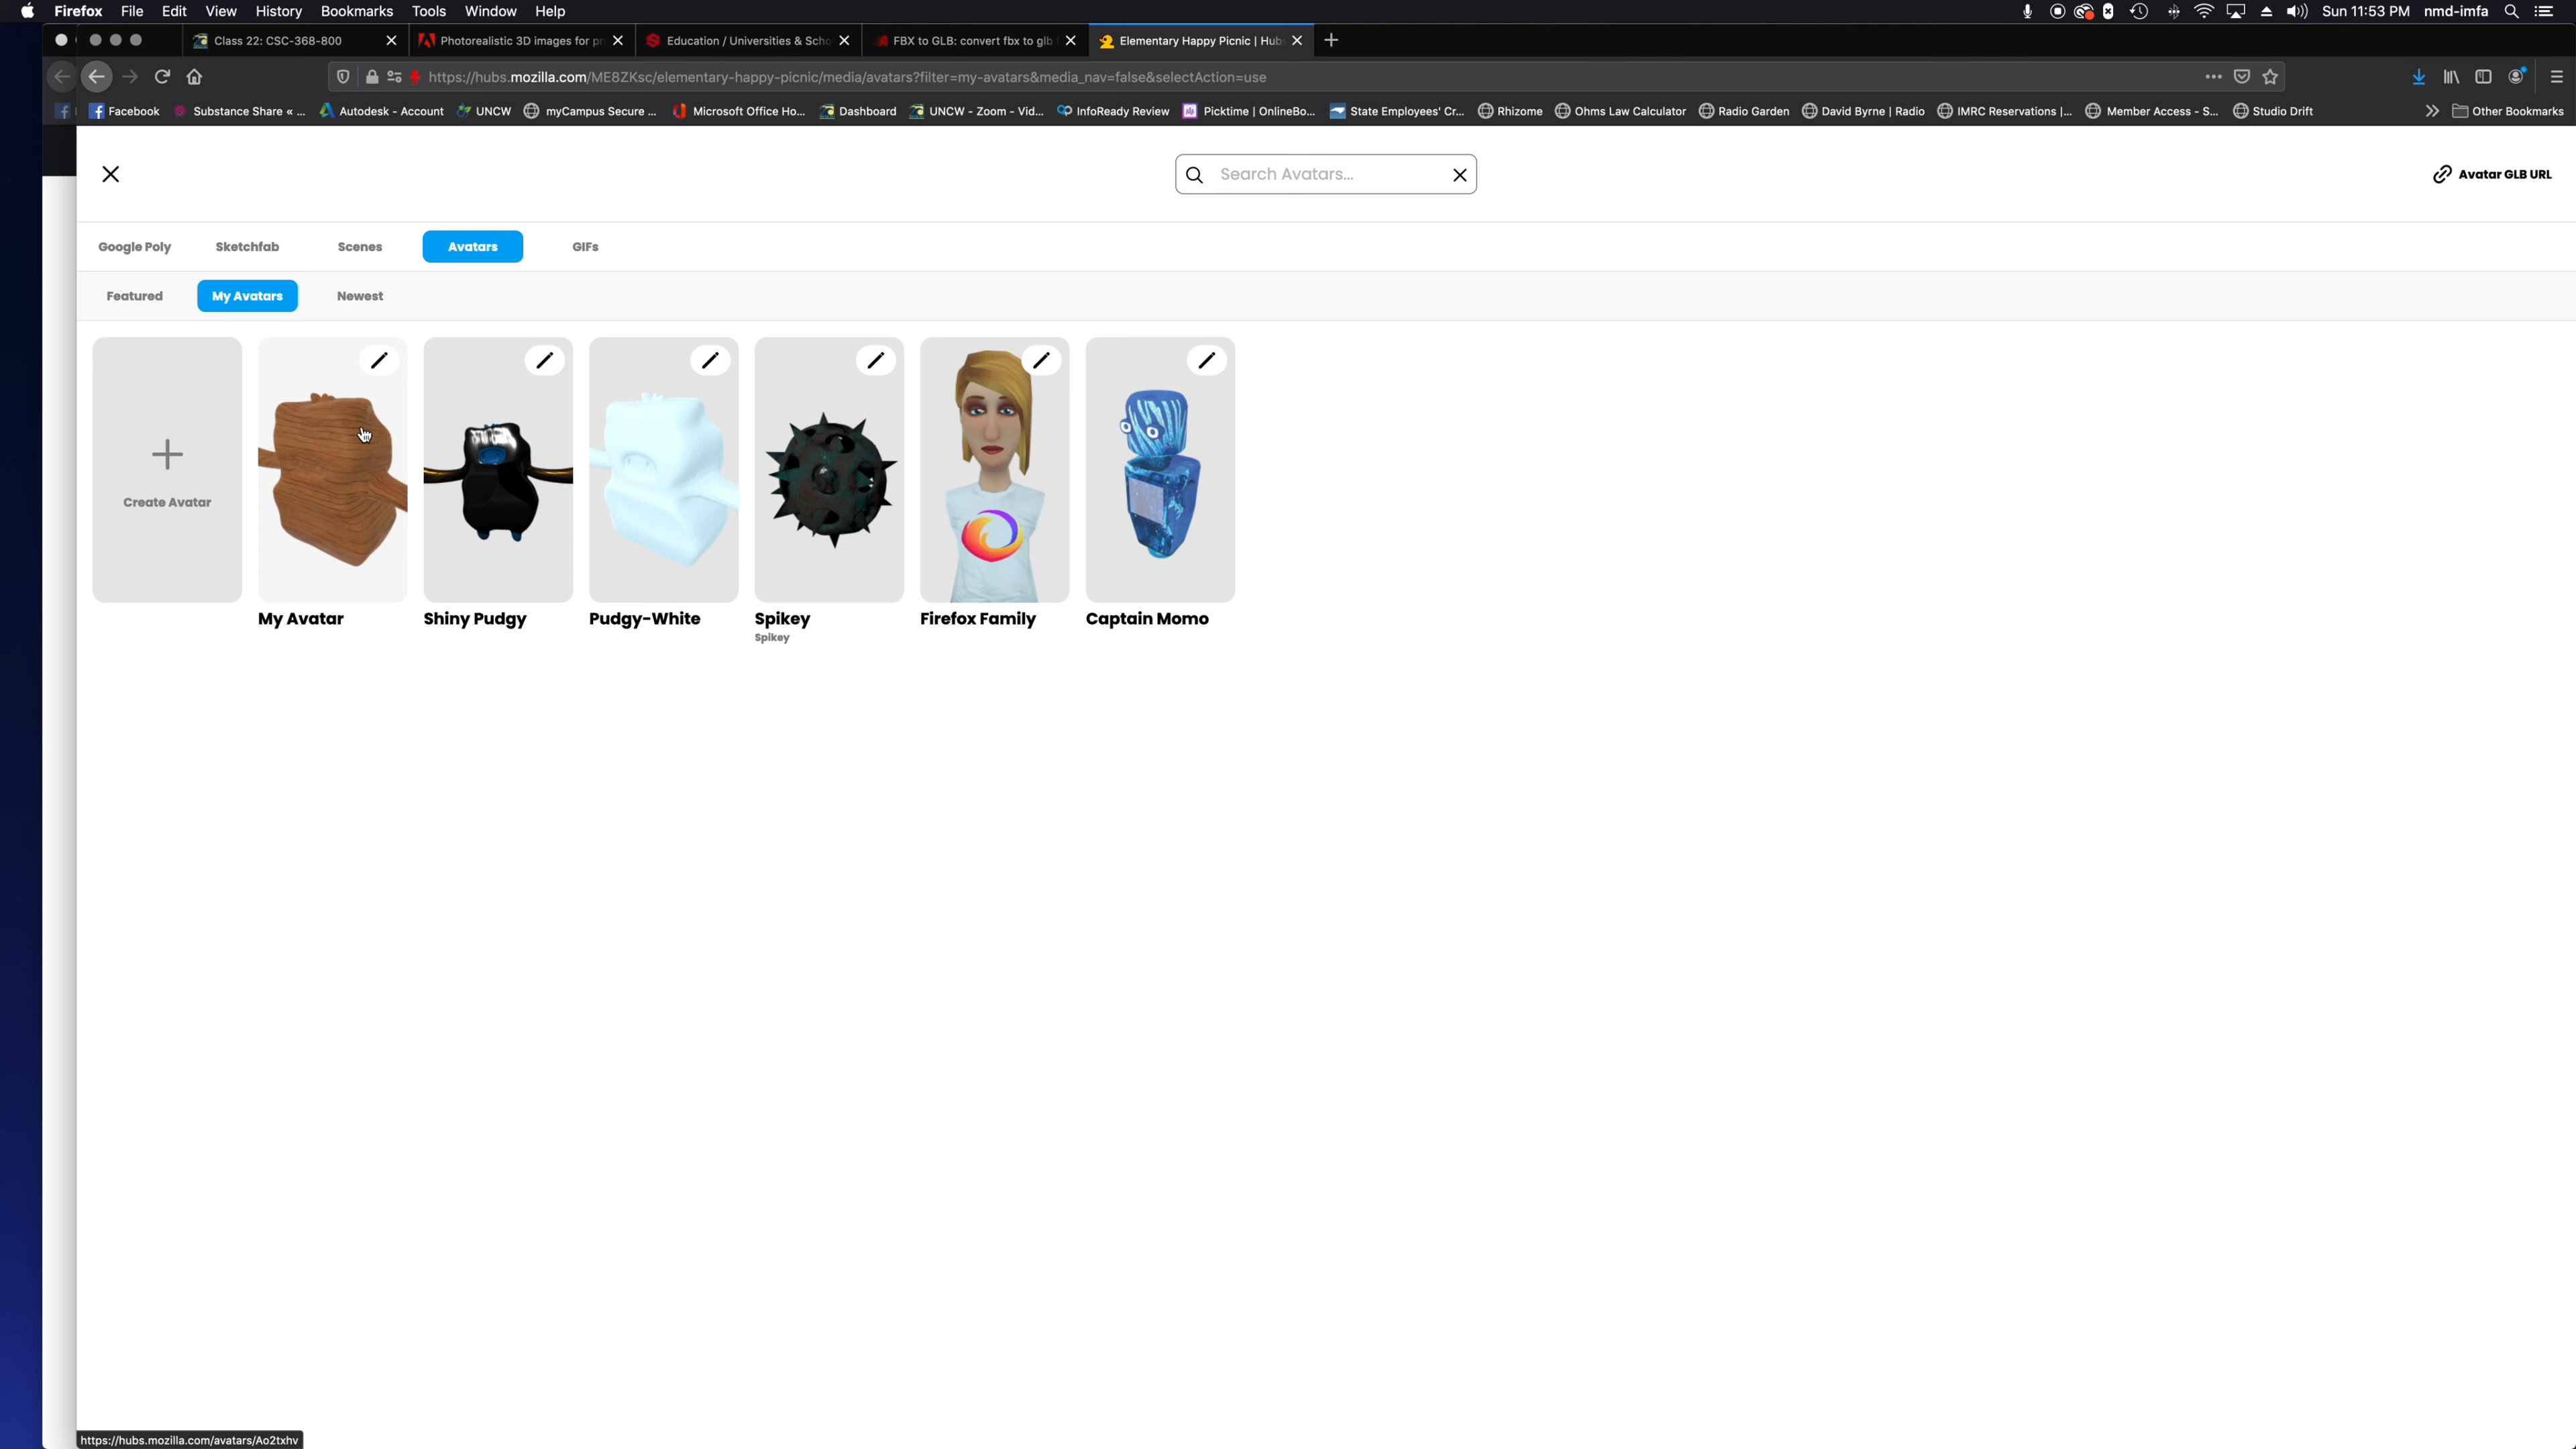 Firefox File Edit View History Bookmarks Tools Window Help Sun 11:53 PM nmd-imfa
Class 22: CSC-368-800 Photorealistic 3D images for pr Education / Universities & Scho FBX to GLB: convert fbx to glb Elementary Happy Picnic | Hub
https://hubs.mozilla.com/ME8ZKsc/elementary-happy-picnic/media/avatars?filter=my-avatars&media_nav=false&selectAction=use
Facebook Substance Share « ... Autodesk - Account UNCW myCampus Secure ... Microsoft Office Ho... Dashboard UNCW - Zoom - Vid... InfoReady Review Picktime | OnlineBo... State Employees' Cr... Rhizome Ohms Law Calculator Radio Garden David Byrne | Radio IMRC Reservations |... Member Access - S... Studio Drift Other Bookmarks
Search Avatars...
Avatar GLB URL
Google Poly Sketchfab Scenes Avatars GIFs
Featured My Avatars Newest
Create Avatar
My Avatar Shiny Pudgy Pudgy-White Spikey Firefox Family Captain Momo
Spikey
https://hubs.mozilla.com/avatars/Ao2txhv